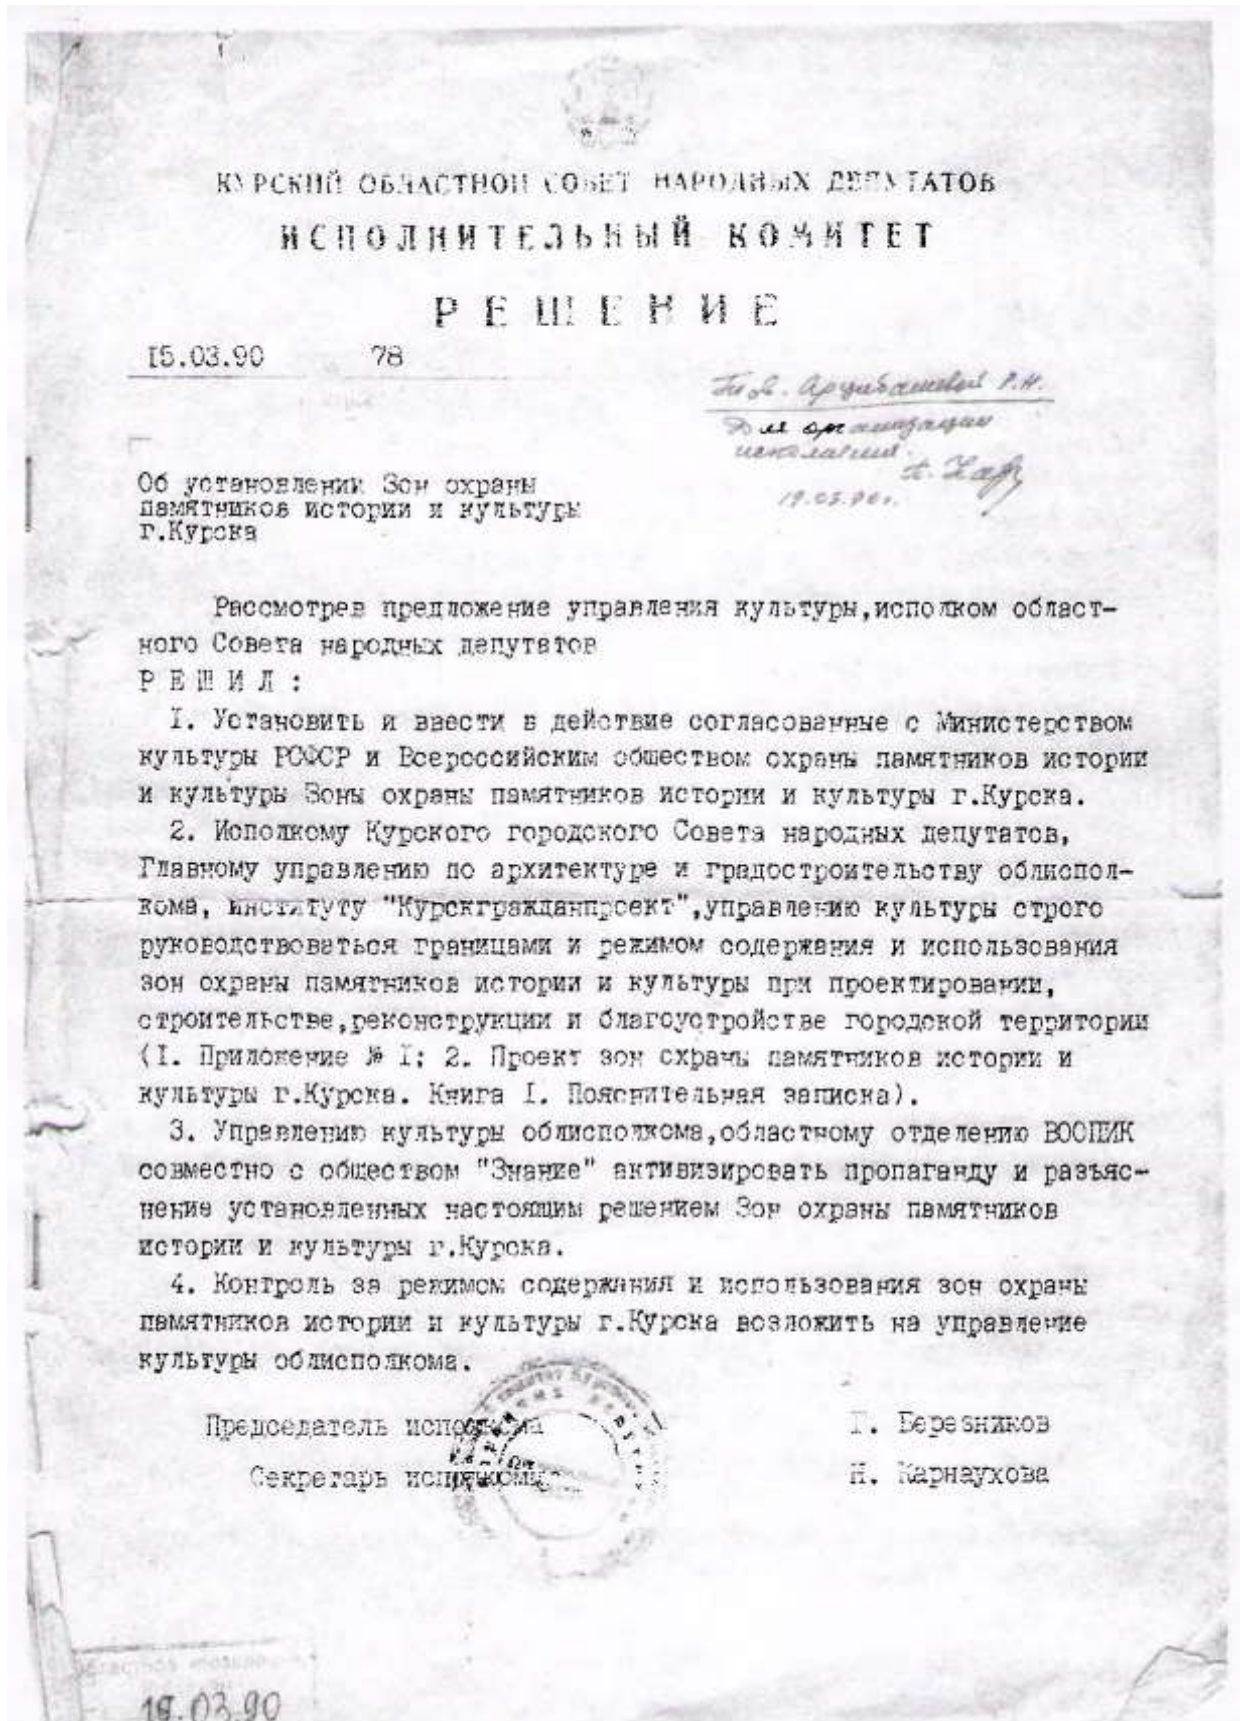 КУРСКИЙ ОБЛАСТНОЙ СОВЕТ НАРОДНЫХ ДЕПУТАТОВ
ИСПОЛНИТЕЛЬНЫЙ КОМИТЕТ
РЕШЕНИЕ
15.03.90 78
Тов. Арцибашевой Р.Н.
Для организации
исполнения.
19.03.90г.
Об установлении Зон охраны
памятников истории и культуры
г.Курска
Рассмотрев предложение управления культуры,исполком област-
ного Совета народных депутатов
РЕШИЛ:
I. Установить и ввести в действие согласованные с Министерством
культуры РСФСР и Всероссийским обществом охраны памятников истории
и культуры Зоны охраны памятников истории и культуры г.Курска.
2. Исполкому Курского городского Совета народных депутатов,
Главному управлению по архитектуре и градостроительству облиспол-
кома, институту "Курскгражданпроект",управлению культуры строго
руководствоваться границами и режимом содержания и использования
зон охраны памятников истории и культуры при проектировании,
строительстве,реконструкции и благоустройстве городской территории
(I. Приложение № I; 2. Проект зон охраны памятников истории и
культуры г.Курска. Книга I. Пояснительная записка).
3. Управлению культуры облисполкома,областному отделению ВООПИК
совместно с обществом "Знание" активизировать пропаганду и разъяс-
нение установленных настоящим решением Зон охраны памятников
истории и культуры г.Курска.
4. Контроль за режимом содержания и использования зон охраны
памятников истории и культуры г.Курска возложить на управление
культуры облисполкома.
Председатель исполкома Г. Березников
Секретарь исполкома Н. Карнаухова
19.03.90